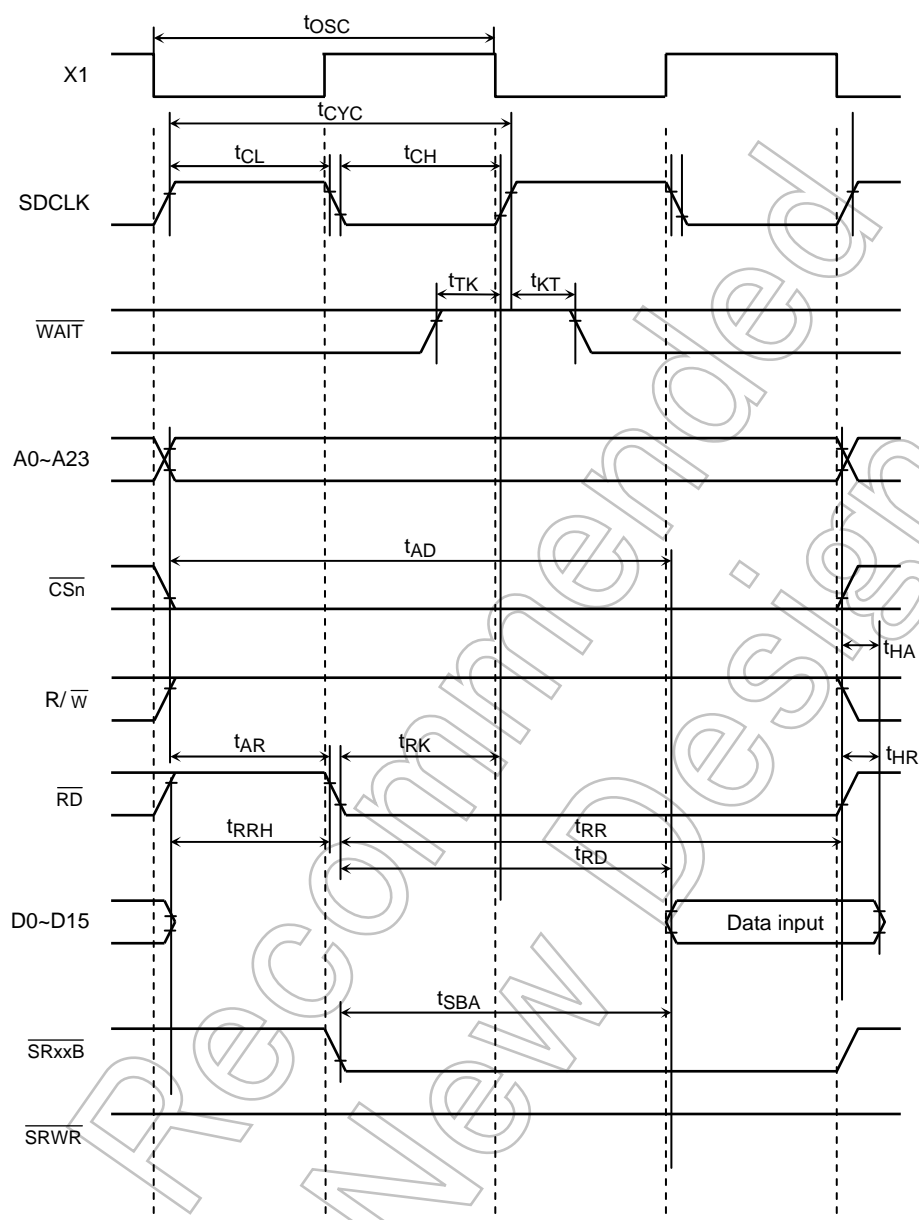 tOSC
X1
tCYC
tCL
tCH
SDCLK
tTK
tKT
WAIT
A0~A23
tAD
CSn
tHA
R/ W
tAR
tRK
tHR
RD
tRRH
tRR
tRD
D0~D15
Data input
tSBA
SRxxB
SRWR
Recommended
New Design